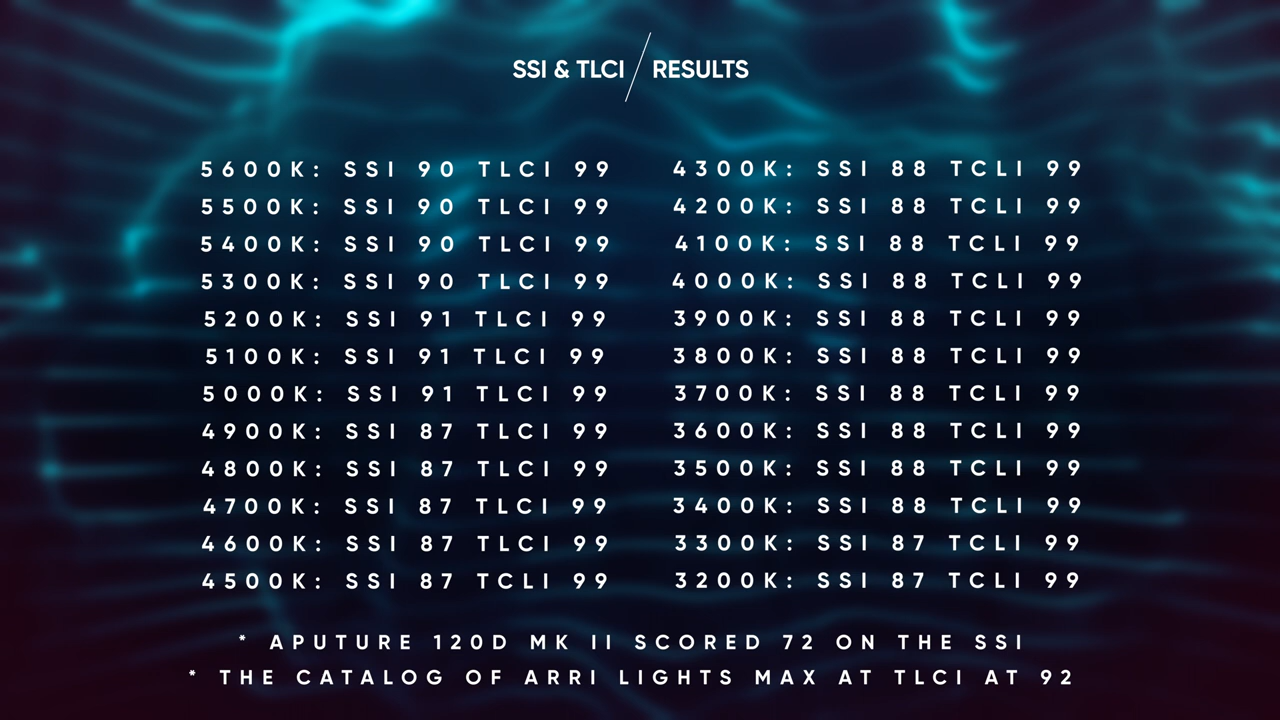 SSI & TLCI / RESULTS
5600K: SSI 90 TLCI 99
5500K: SSI 90 TLCI 99
5400K: SSI 90 TLCI 99
5300K: SSI 90 TLCI 99
5200K: SSI 91 TLCI 99
5100K: SSI 91 TLCI 99
5000K: SSI 91 TLCI 99
4900K: SSI 87 TLCI 99
4800K: SSI 87 TLCI 99
4700K: SSI 87 TLCI 99
4600K: SSI 87 TLCI 99
4500K: SSI 87 TCLI 99
4300K: SSI 88 TCLI 99
4200K: SSI 88 TCLI 99
4100K: SSI 88 TCLI 99
4000K: SSI 88 TCLI 99
3900K: SSI 88 TCLI 99
3800K: SSI 88 TCLI 99
3700K: SSI 88 TCLI 99
3600K: SSI 88 TCLI 99
3500K: SSI 88 TCLI 99
3400K: SSI 88 TCLI 99
3300K: SSI 87 TCLI 99
3200K: SSI 87 TCLI 99
* APUTURE 120D MK II SCORED 72 ON THE SSI
* THE CATALOG OF ARRI LIGHTS MAX AT TLCI AT 92